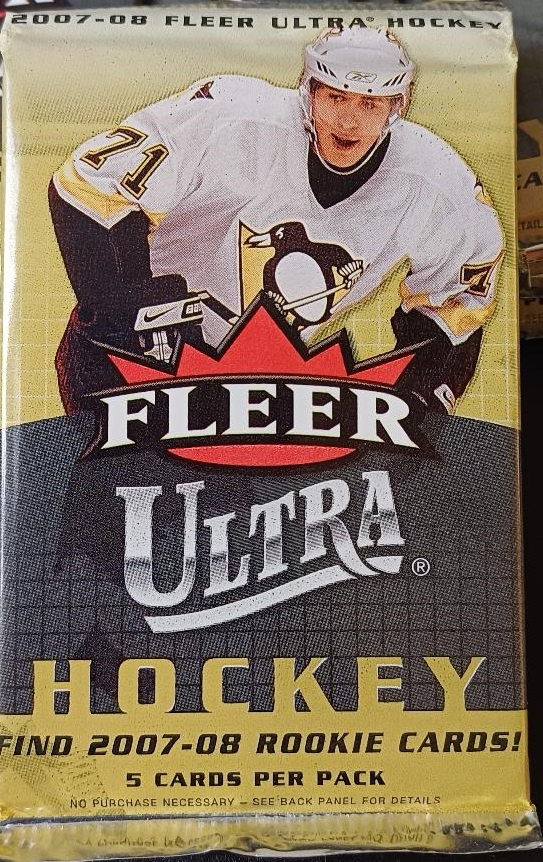 2007-08 FLEER ULTRA® HOCKEY
71
7
FLEER
ULTRA®
HOCKEY
FIND 2007-08 ROOKIE CARDS!
5 CARDS PER PACK
NO PURCHASE NECESSARY – SEE BACK PANEL FOR DETAILS